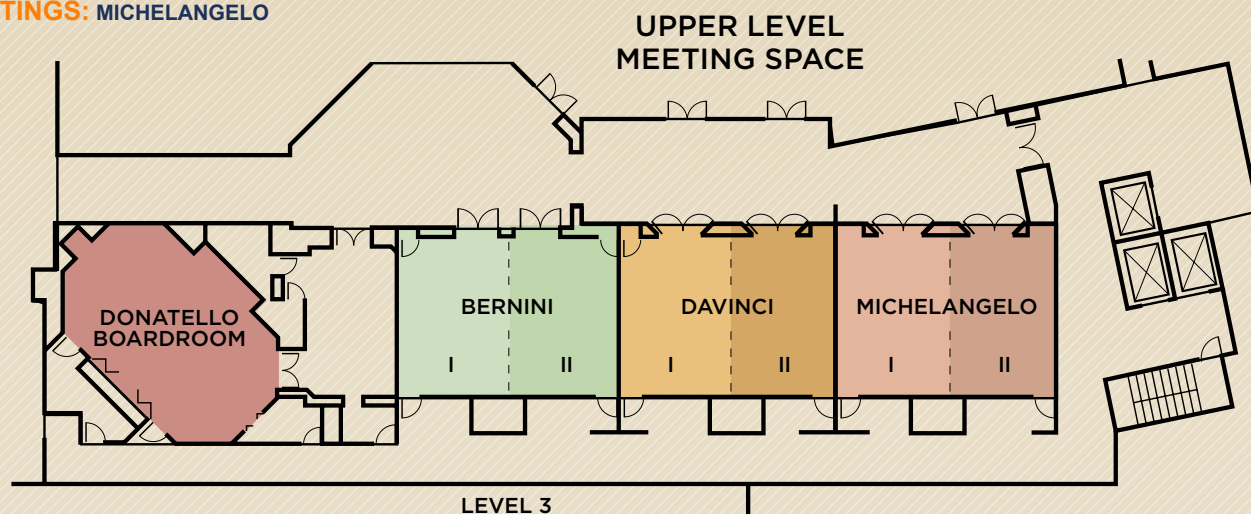 TINGS: MICHELANGELO
UPPER LEVEL
MEETING SPACE
DONATELLO
BOARDROOM
BERNINI
I II
DAVINCI
I II
MICHELANGELO
I II
LEVEL 3